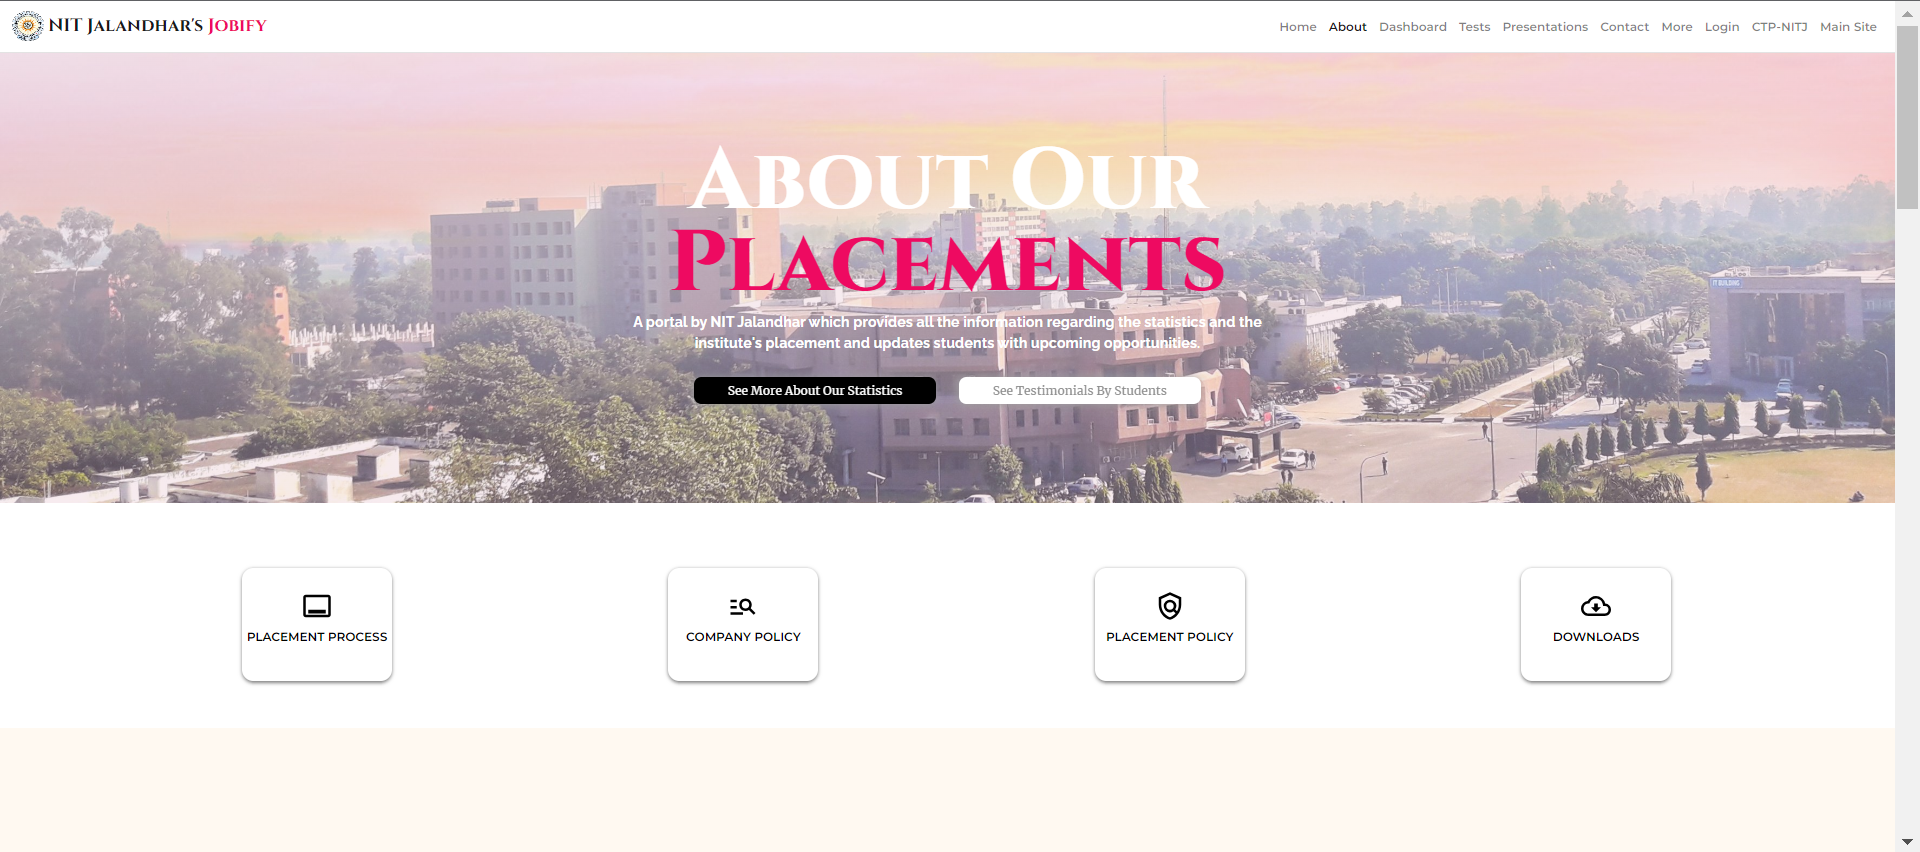 NIT Jalandhar's Jobify
Home About Dashboard Tests Presentations Contact More Login CTP-NITJ Main Site
About Our
Placements
A portal by NIT Jalandhar which provides all the information regarding the statistics and the
institute's placement and updates students with upcoming opportunities.
See More About Our Statistics
See Testimonials By Students
IT BUILDING
PLACEMENT PROCESS
COMPANY POLICY
PLACEMENT POLICY
DOWNLOADS